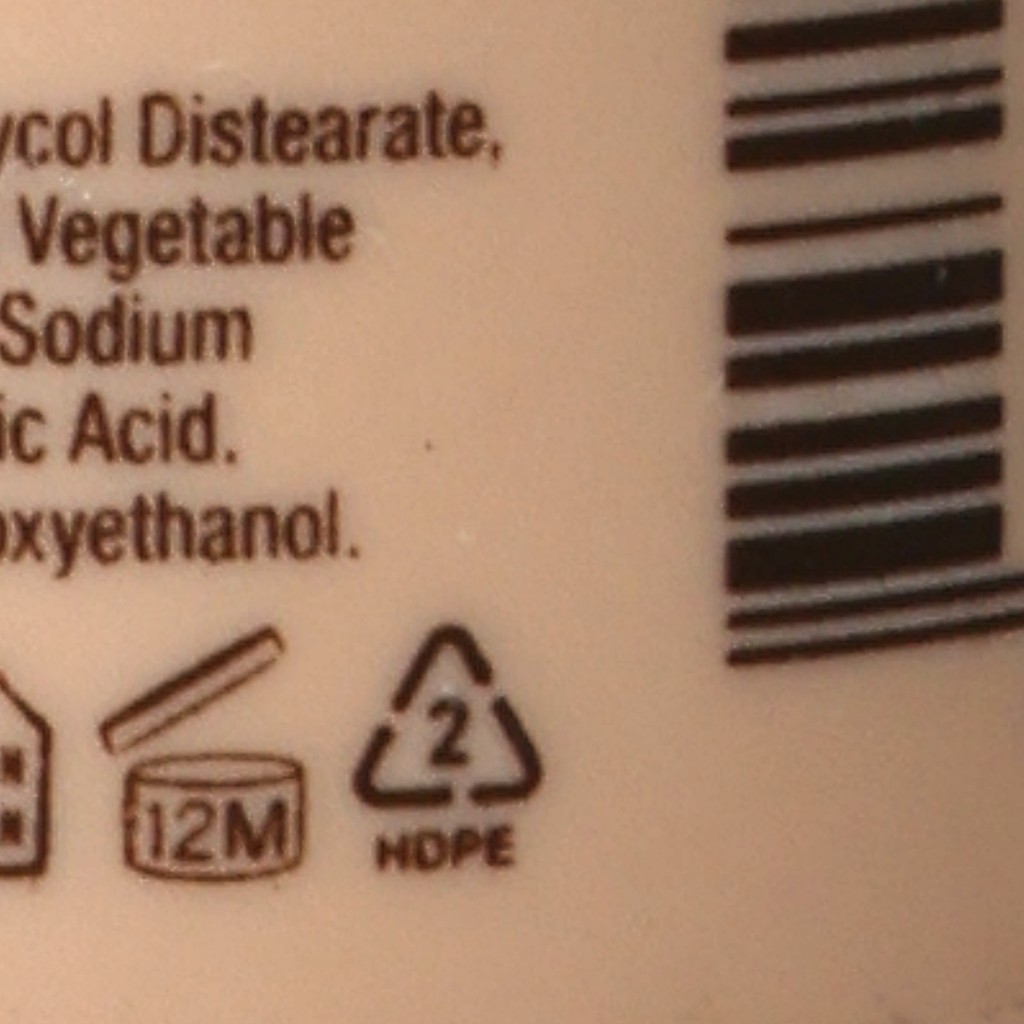 ycol Distearate,
Vegetable
Sodium
ic Acid.
oxyethanol.
12M
2
HDPE